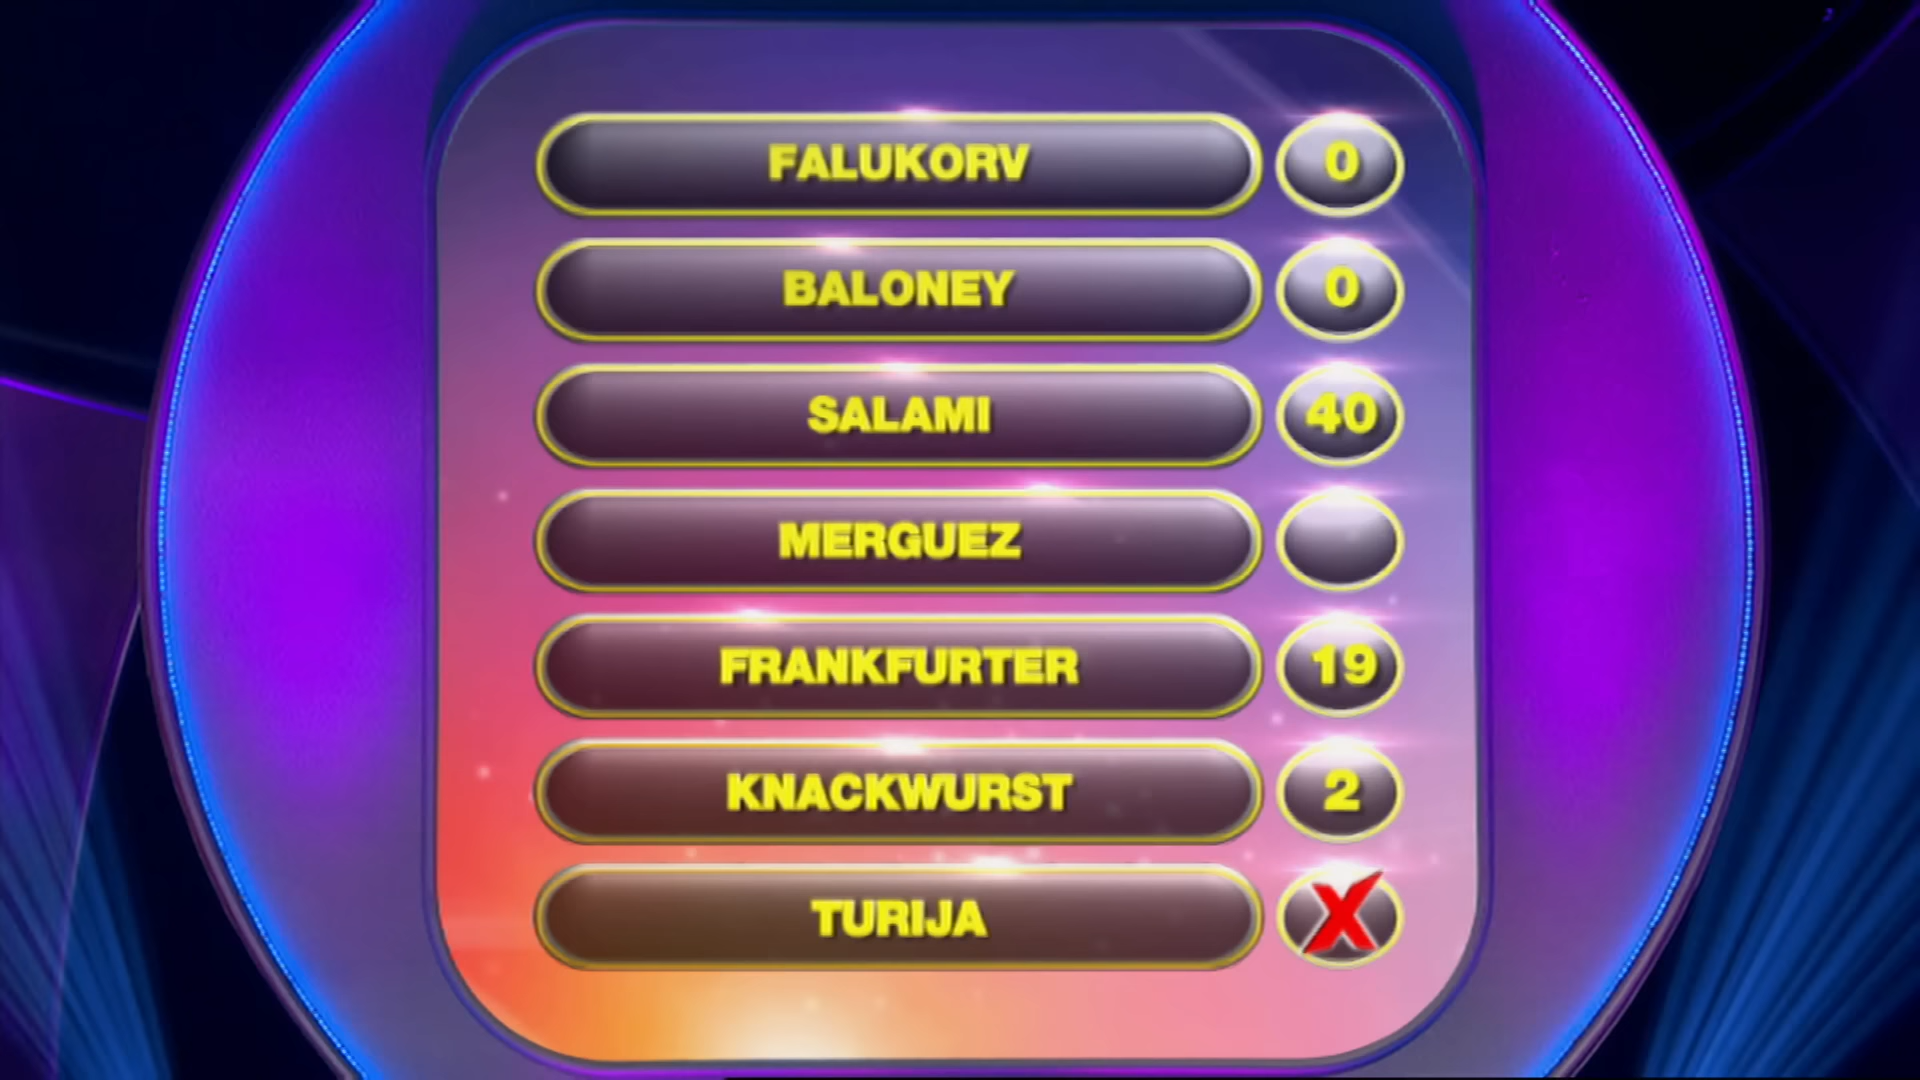 FALUKORV 0
BALONEY 0
SALAMI 40
MERGUEZ
FRANKFURTER 19
KNACKWURST 2
TURIJA X